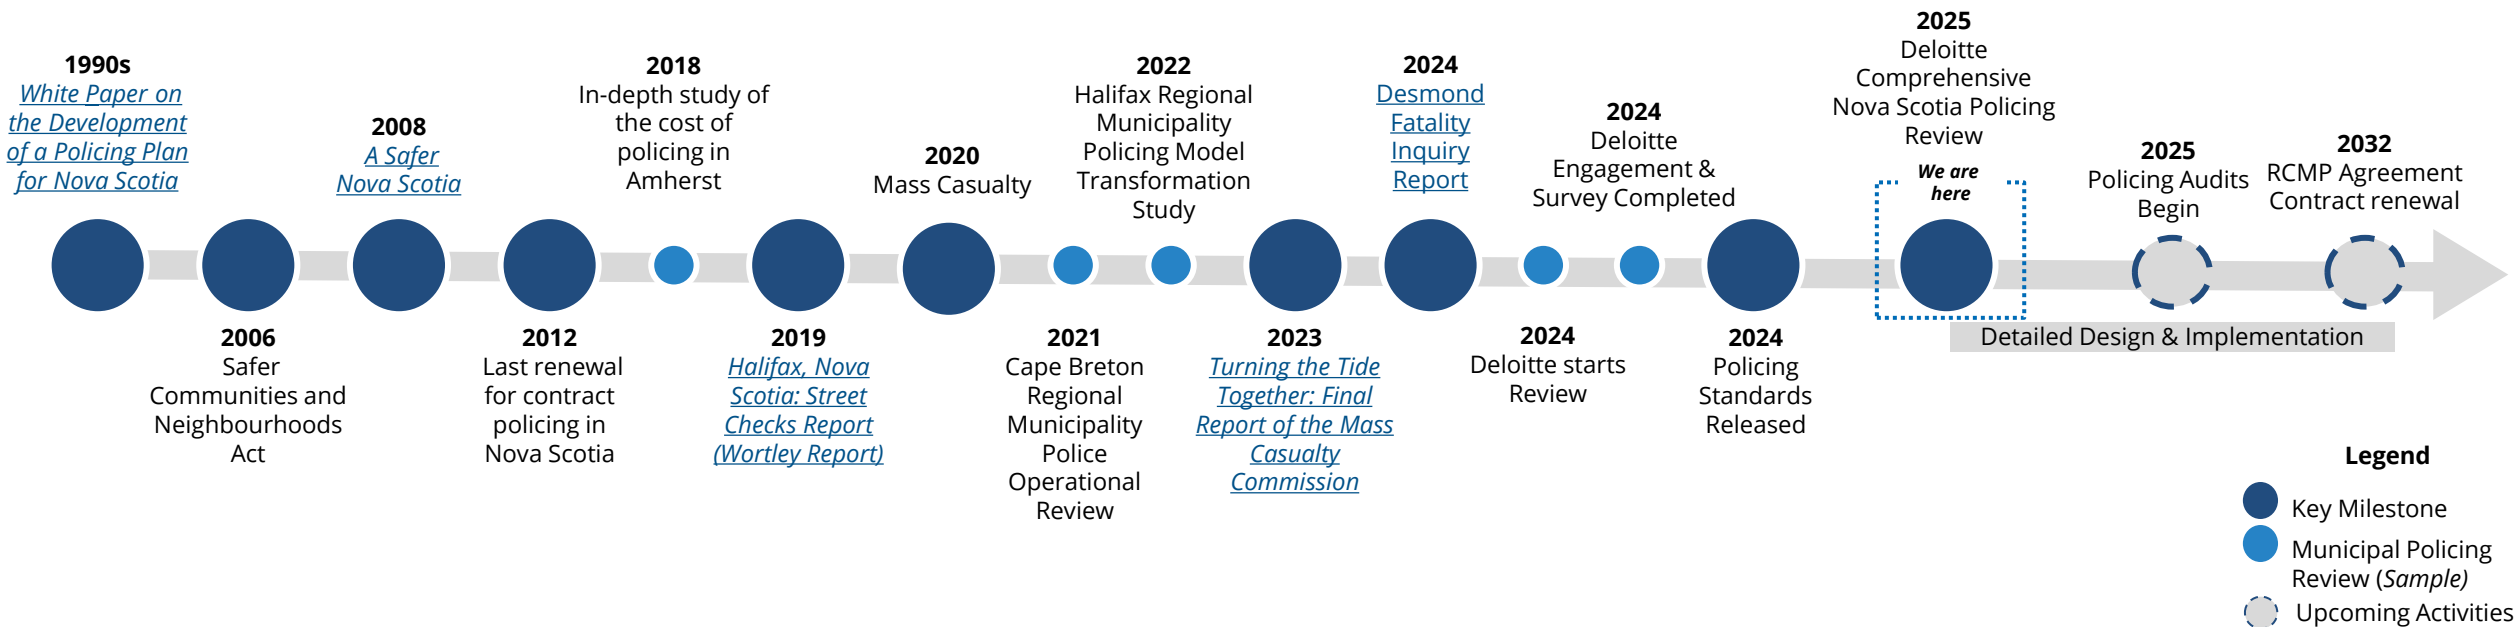 1990s
White Paper on
the Development
of a Policing Plan
for Nova Scotia
2006
Safer
Communities and
Neighbourhoods
Act
2008
A Safer
Nova Scotia
2012
Last renewal
for contract
policing in
Nova Scotia
2018
In-depth study of
the cost of
policing in
Amherst
2019
Halifax, Nova
Scotia: Street
Checks Report
(Wortley Report)
2020
Mass Casualty
2021
Cape Breton
Regional
Municipality
Police
Operational
Review
2022
Halifax Regional
Municipality
Policing Model
Transformation
Study
2023
Turning the Tide
Together: Final
Report of the Mass
Casualty
Commission
2024
Desmond
Fatality
Inquiry
Report
2024
Deloitte starts
Review
2024
Deloitte
Engagement &
Survey Completed
2024
Policing
Standards
Released
2025
Deloitte
Comprehensive
Nova Scotia Policing
Review
We are
here
2025
Policing Audits
Begin
2032
RCMP Agreement
Contract renewal
Detailed Design & Implementation
Legend
Key Milestone
Municipal Policing
Review (Sample)
Upcoming Activities